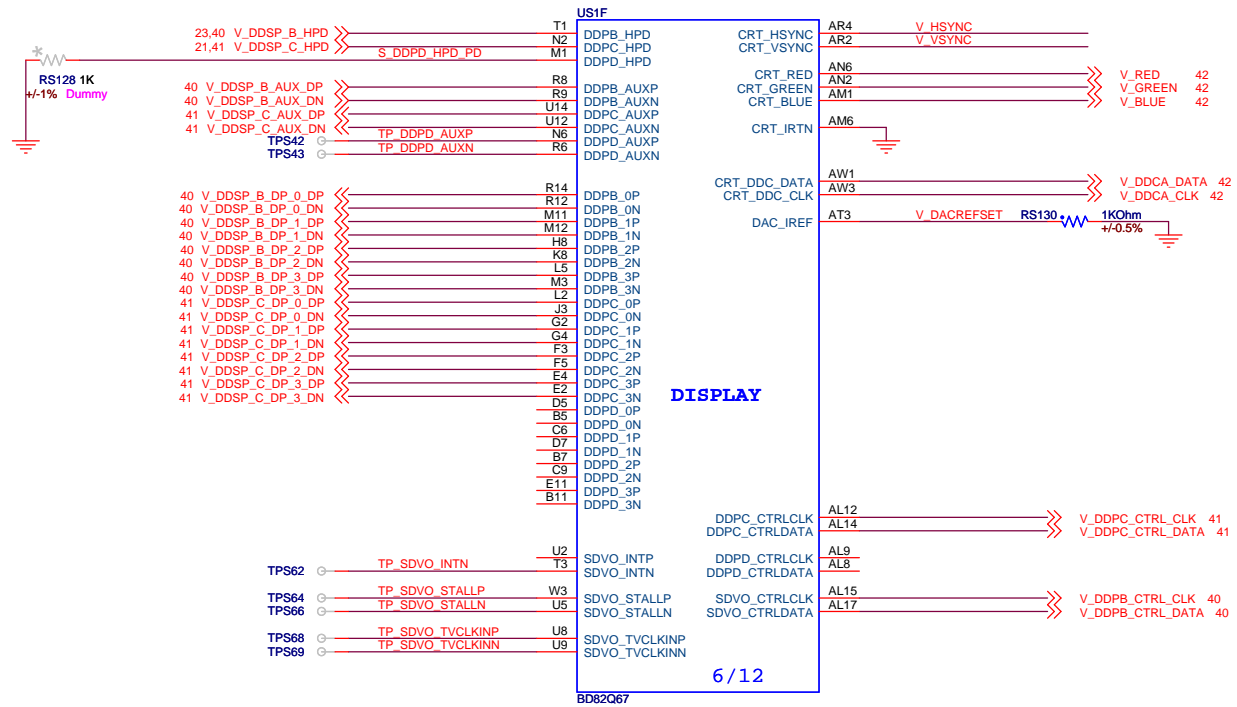 US1F
23,40 V_DDSP_B_HPD T1 DDPB_HPD
21,41 V_DDSP_C_HPD N2 DDPC_HPD
S_DDPD_HPD_PD M1 DDPD_HPD
*
RS128 1K
+/-1% Dummy
40 V_DDSP_B_AUX_DP R8 DDPB_AUXP
40 V_DDSP_B_AUX_DN R9 DDPB_AUXN
41 V_DDSP_C_AUX_DP U14 DDPC_AUXP
41 V_DDSP_C_AUX_DN U12 DDPC_AUXN
TPS42 TP_DDPD_AUXP N6 DDPD_AUXP
TPS43 TP_DDPD_AUXN R6 DDPD_AUXN
40 V_DDSP_B_DP_0_DP R14 DDPB_0P
40 V_DDSP_B_DP_0_DN R12 DDPB_0N
40 V_DDSP_B_DP_1_DP M11 DDPB_1P
40 V_DDSP_B_DP_1_DN M12 DDPB_1N
40 V_DDSP_B_DP_2_DP H8 DDPB_2P
40 V_DDSP_B_DP_2_DN K8 DDPB_2N
40 V_DDSP_B_DP_3_DP L5 DDPB_3P
40 V_DDSP_B_DP_3_DN M3 DDPB_3N
41 V_DDSP_C_DP_0_DP L2 DDPC_0P
41 V_DDSP_C_DP_0_DN J3 DDPC_0N
41 V_DDSP_C_DP_1_DP G2 DDPC_1P
41 V_DDSP_C_DP_1_DN G4 DDPC_1N
41 V_DDSP_C_DP_2_DP F3 DDPC_2P
41 V_DDSP_C_DP_2_DN F5 DDPC_2N
41 V_DDSP_C_DP_3_DP E4 DDPC_3P
41 V_DDSP_C_DP_3_DN E2 DDPC_3N
D5 DDPD_0P
B5 DDPD_0N
C6 DDPD_1P
D7 DDPD_1N
B7 DDPD_2P
C9 DDPD_2N
E11 DDPD_3P
B11 DDPD_3N
U2 SDVO_INTP
TPS62 TP_SDVO_INTN T3 SDVO_INTN
TPS64 TP_SDVO_STALLP W3 SDVO_STALLP
TPS66 TP_SDVO_STALLN U5 SDVO_STALLN
TPS68 TP_SDVO_TVCLKINP U8 SDVO_TVCLKINP
TPS69 TP_SDVO_TVCLKINN U9 SDVO_TVCLKINN
CRT_HSYNC AR4 V_HSYNC
CRT_VSYNC AR2 V_VSYNC
CRT_RED AN6 V_RED 42
CRT_GREEN AN2 V_GREEN 42
CRT_BLUE AM1 V_BLUE 42
CRT_IRTN AM6
CRT_DDC_DATA AW1 V_DDCA_DATA 42
CRT_DDC_CLK AW3 V_DDCA_CLK 42
DAC_IREF AT3 V_DACREFSET RS130 1KOhm
+/-0.5%
DISPLAY
DDPC_CTRLCLK AL12 V_DDPC_CTRL_CLK 41
DDPC_CTRLDATA AL14 V_DDPC_CTRL_DATA 41
DDPD_CTRLCLK AL9
DDPD_CTRLDATA AL8
SDVO_CTRLCLK AL15 V_DDPB_CTRL_CLK 40
SDVO_CTRLDATA AL17 V_DDPB_CTRL_DATA 40
6/12
BD82Q67